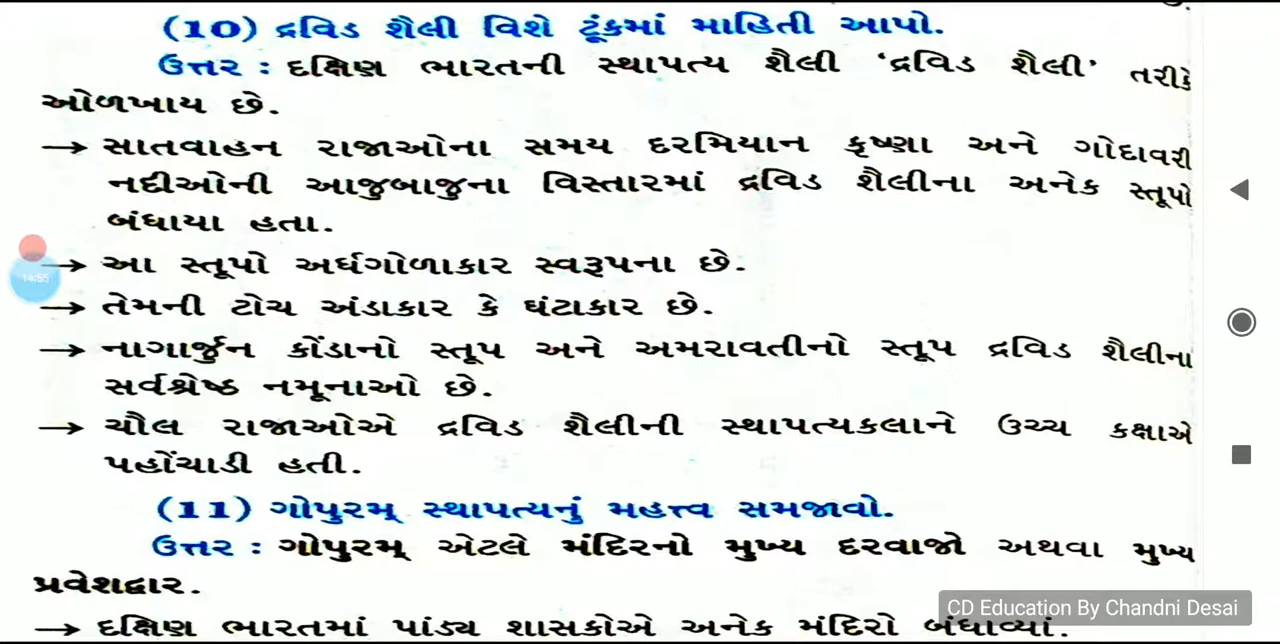 (10) દ્રવિડ શૈલી વિશે ટૂંકમાં માહિતી આપો.
ઉત્તર : દક્ષિણ ભારતની સ્થાપત્ય શૈલી ‘દ્રવિડ શૈલી’ તરીકે
ઓળખાય છે.
→ સાતવાહન રાજાઓના સમય દરમિયાન કૃષ્ણા અને ગોદાવરી
નદીઓની આજુબાજુના વિસ્તારમાં દ્રવિડ શૈલીના અનેક સ્તૂપો
બંધાયા હતા.
→ આ સ્તૂપો અર્ધગોળાકાર સ્વરૂપના છે.
14:55
→ તેમની ટોચ અંડાકાર કે ઘંટાકાર છે.
→ નાગાર્જુન કોંડાનો સ્તૂપ અને અમરાવતીનો સ્તૂપ દ્રવિડ શૈલીના
સર્વશ્રેષ્ઠ નમૂનાઓ છે.
→ ચૌલ રાજાઓએ દ્રવિડ શૈલીની સ્થાપત્યકલાને ઉચ્ચ કક્ષાએ
પહોંચાડી હતી.
(11) ગોપુરમ્ સ્થાપત્યનું મહત્ત્વ સમજાવો.
ઉત્તર : ગોપુરમ્ એટલે મંદિરનો મુખ્ય દરવાજો અથવા મુખ્ય
પ્રવેશદ્વાર.
CD Education By Chandni Desai
→ દક્ષિણ ભારતમાં પાંડ્ય શાસકોએ અનેક મંદિરો બંધાવ્યાં.